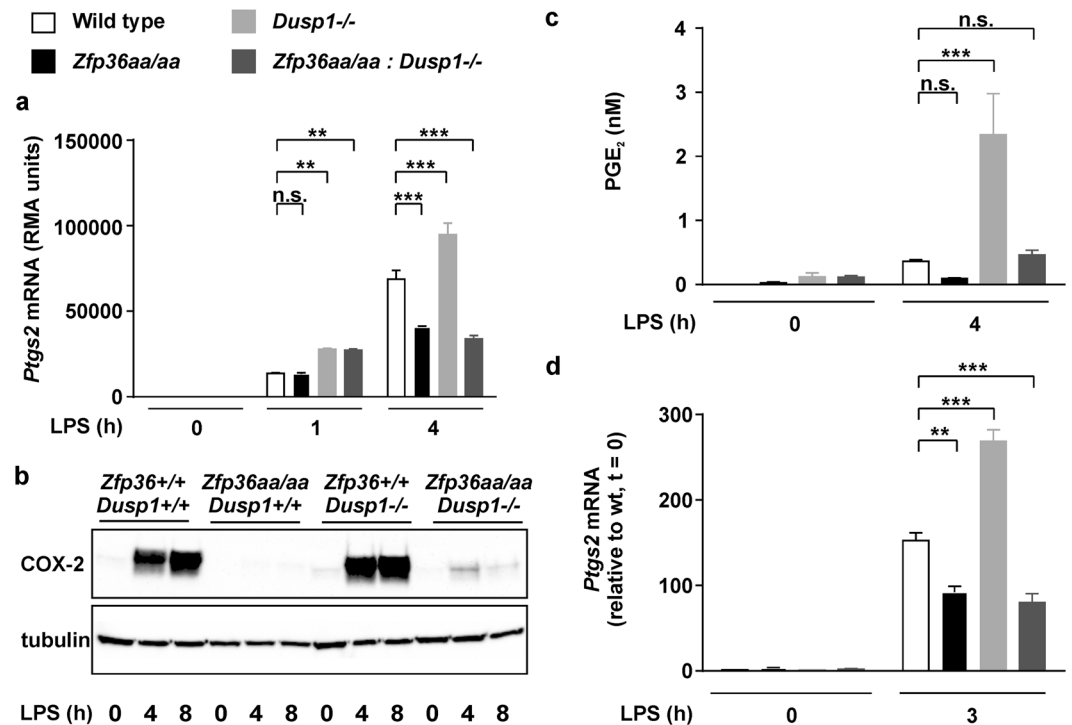 Wild type
Dusp1-/-
Zfp36aa/aa
Zfp36aa/aa : Dusp1-/-
a
Ptgs2 mRNA (RMA units)
150000
100000
50000
0
**
**
n.s.
***
***
***
LPS (h)
0
1
4
b
Zfp36+/+
Dusp1+/+
Zfp36aa/aa
Dusp1+/+
Zfp36+/+
Dusp1-/-
Zfp36aa/aa
Dusp1-/-
COX-2
tubulin
LPS (h) 0 4 8 0 4 8 0 4 8 0 4 8
c
PGE2 (nM)
4
3
2
1
0
n.s.
***
n.s.
LPS (h)
0
4
d
Ptgs2 mRNA
(relative to wt, t = 0)
300
200
100
0
***
***
**
LPS (h)
0
3